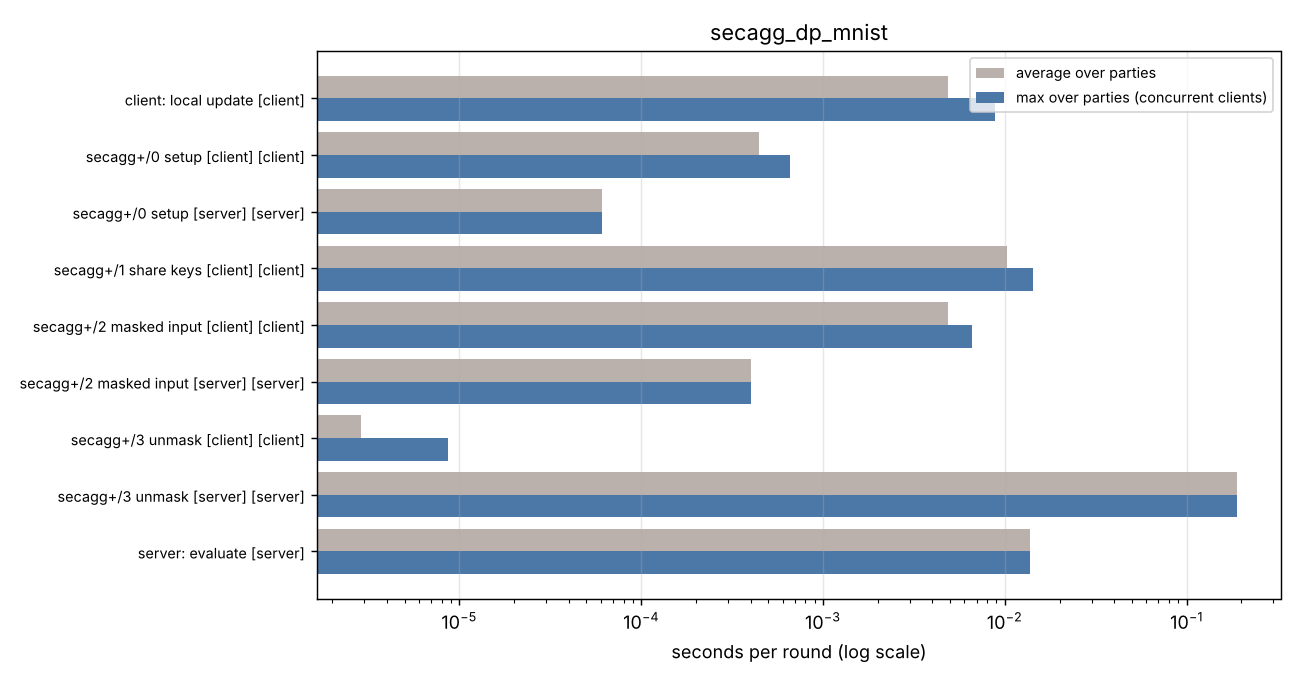 secagg_dp_mnist
average over parties
max over parties (concurrent clients)
client: local update [client]
secagg+/0 setup [client] [client]
secagg+/0 setup [server] [server]
secagg+/1 share keys [client] [client]
secagg+/2 masked input [client] [client]
secagg+/2 masked input [server] [server]
secagg+/3 unmask [client] [client]
secagg+/3 unmask [server] [server]
server: evaluate [server]
10⁻⁵ 10⁻⁴ 10⁻³ 10⁻² 10⁻¹
seconds per round (log scale)